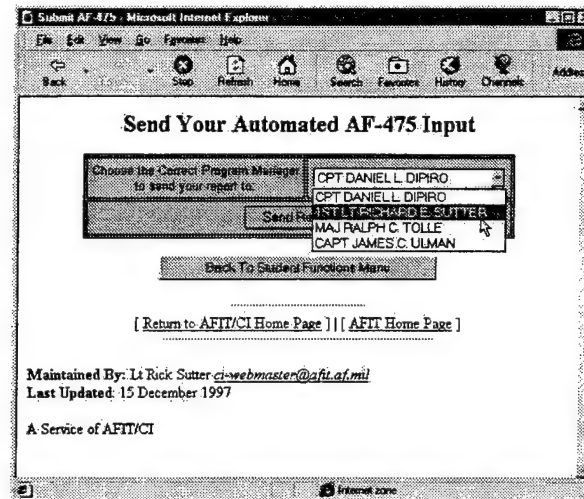 Submit AF-475 - Microsoft Internet Explorer
File Edit View Go Favorites Help
Back Stop Refresh Home Search Favorites History Channels Address
Send Your Automated AF-475 Input
Choose the Correct Program Manager
to send your report to:
CPT DANIEL L. DIPIRO
CPT DANIEL L. DIPIRO
1ST LT RICHARD E. SUTTER
MAJ RALPH C. TOLLE
CAPT JAMES C. ULMAN
Send
Back To Student Functions Menu
[ Return to AFIT/CI Home Page ] | [ AFIT Home Page ]
Maintained By: Lt Rick Sutter ci-webmaster@afit.af.mil
Last Updated: 15 December 1997
A Service of AFIT/CI
Internet zone